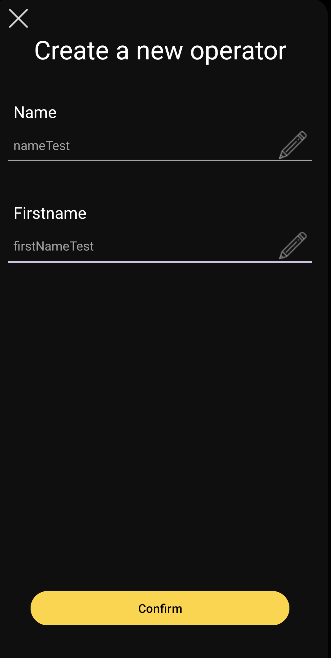 Create a new operator
Name
nameTest
Firstname
firstNameTest
Confirm